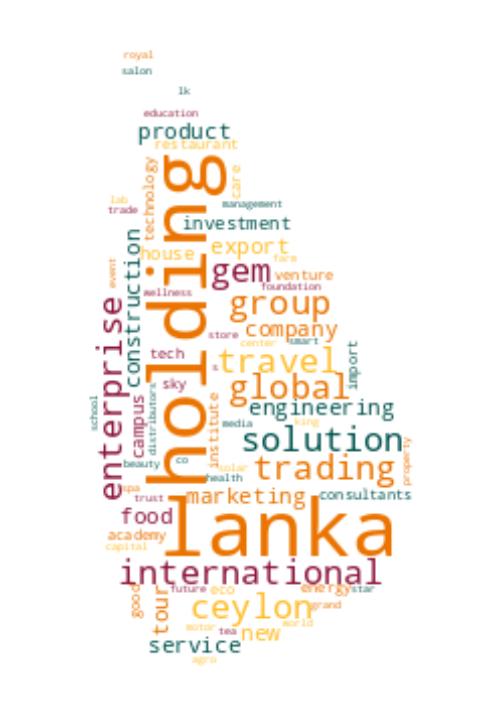 royal
salon
lk
education
product
restaurant
technology
care
lab
trade
management
holding
investment
construction
house
export
event
gem
farm
venture
foundation
wellness
enterprise
group
company
store
center
smart
tech
travel
s
import
sky
global
distributors
campus
school
institute
engineering
media
king
solution
property
beauty
co
trading
solar
health
spa
trust
marketing
consultants
food
lanka
academy
capital
international
good
tour
future
eco
energy
star
ceylon
grand
motor
tea
new
world
service
agro